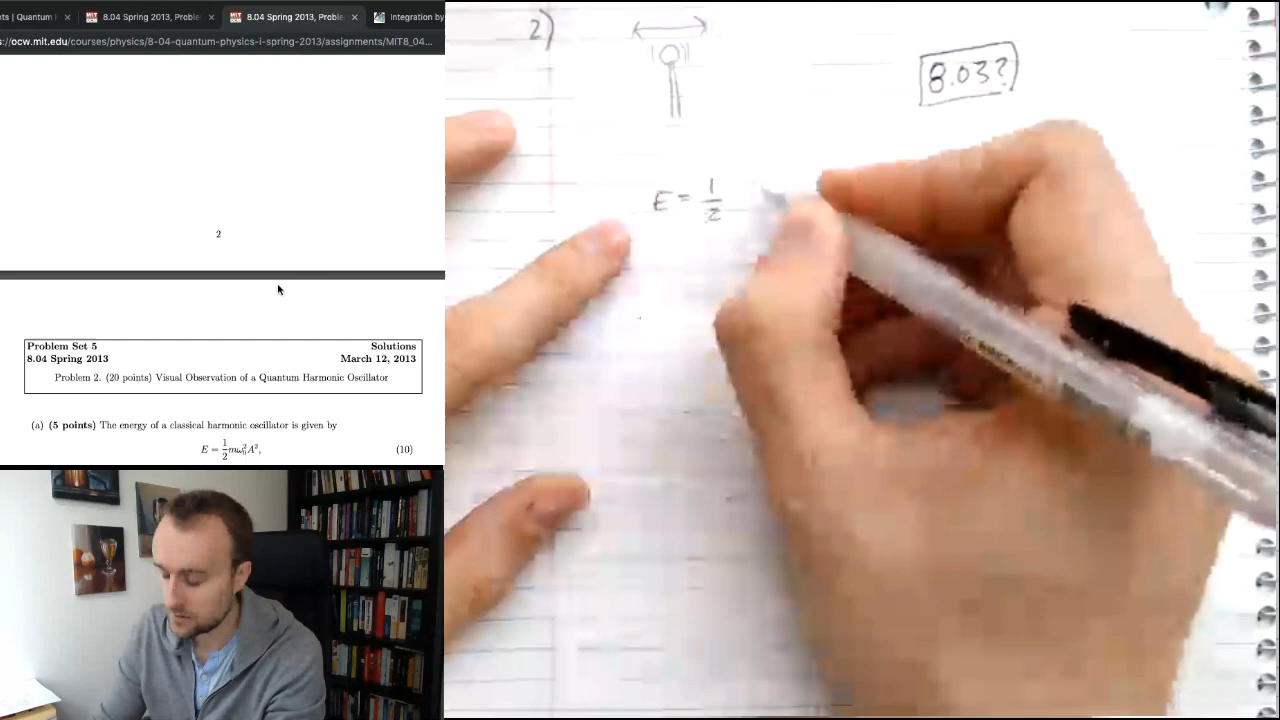 ts | Quantum
8.04 Spring 2013, Proble
8.04 Spring 2013, Proble
Integration by
://ocw.mit.edu/courses/physics/8-04-quantum-physics-i-spring-2013/assignments/MIT8_04...
2
Problem Set 5 Solutions
8.04 Spring 2013 March 12, 2013
Problem 2. (20 points) Visual Observation of a Quantum Harmonic Oscillator
(a) (5 points) The energy of a classical harmonic oscillator is given by
E = 1/2 mω₀²A², (10)
2)
8.03?
E = 1/2